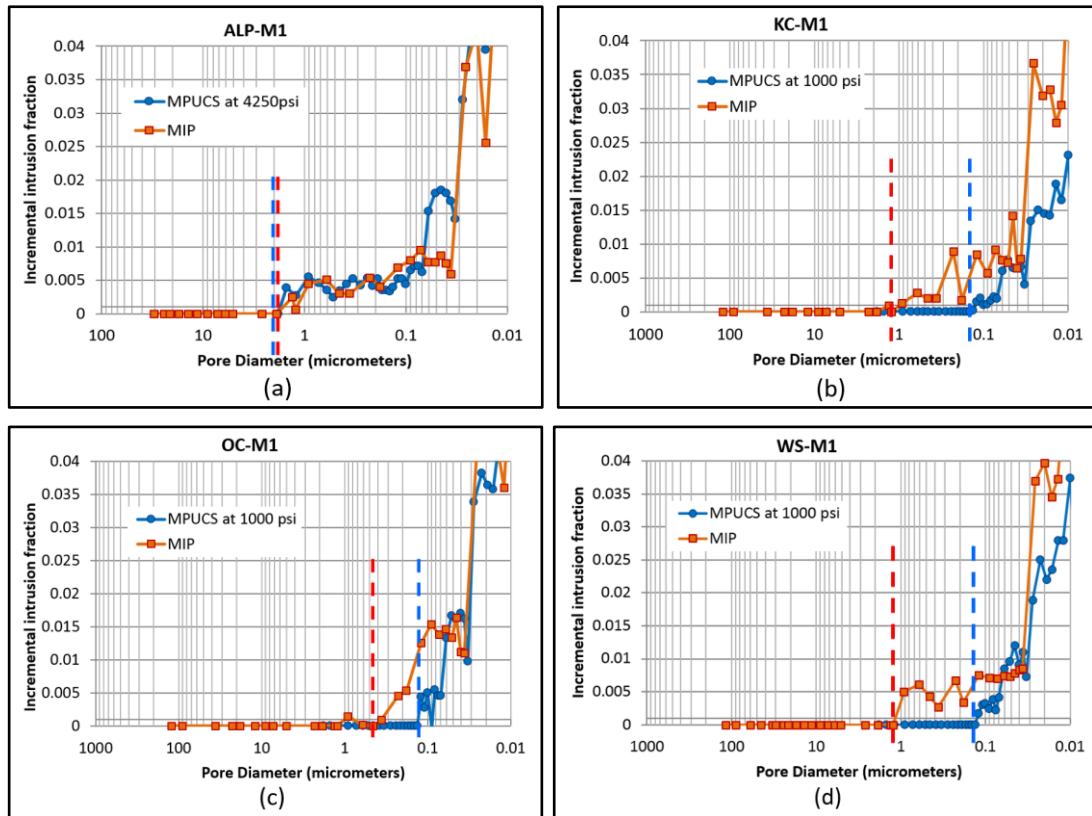 ALP-M1
0.04
0.035
0.03
0.025
0.02
0.015
0.01
0.005
0
Incremental intrusion fraction
MPUCS at 4250psi
MIP
1000 100 10 1 0.1 0.01
Pore Diameter (micrometers)
(a)
KC-M1
0.04
0.035
0.03
0.025
0.02
0.015
0.01
0.005
0
Incremental intrusion fraction
MPUCS at 1000 psi
MIP
1000 100 10 1 0.1 0.01
Pore Diameter (micrometers)
(b)
OC-M1
0.04
0.035
0.03
0.025
0.02
0.015
0.01
0.005
0
Incremental intrusion fraction
MPUCS at 1000 psi
MIP
1000 100 10 1 0.1 0.01
Pore Diameter (micrometers)
(c)
WS-M1
0.04
0.035
0.03
0.025
0.02
0.015
0.01
0.005
0
Incremental intrusion fraction
MPUCS at 1000 psi
MIP
1000 100 10 1 0.1 0.01
Pore Diameter (micrometers)
(d)